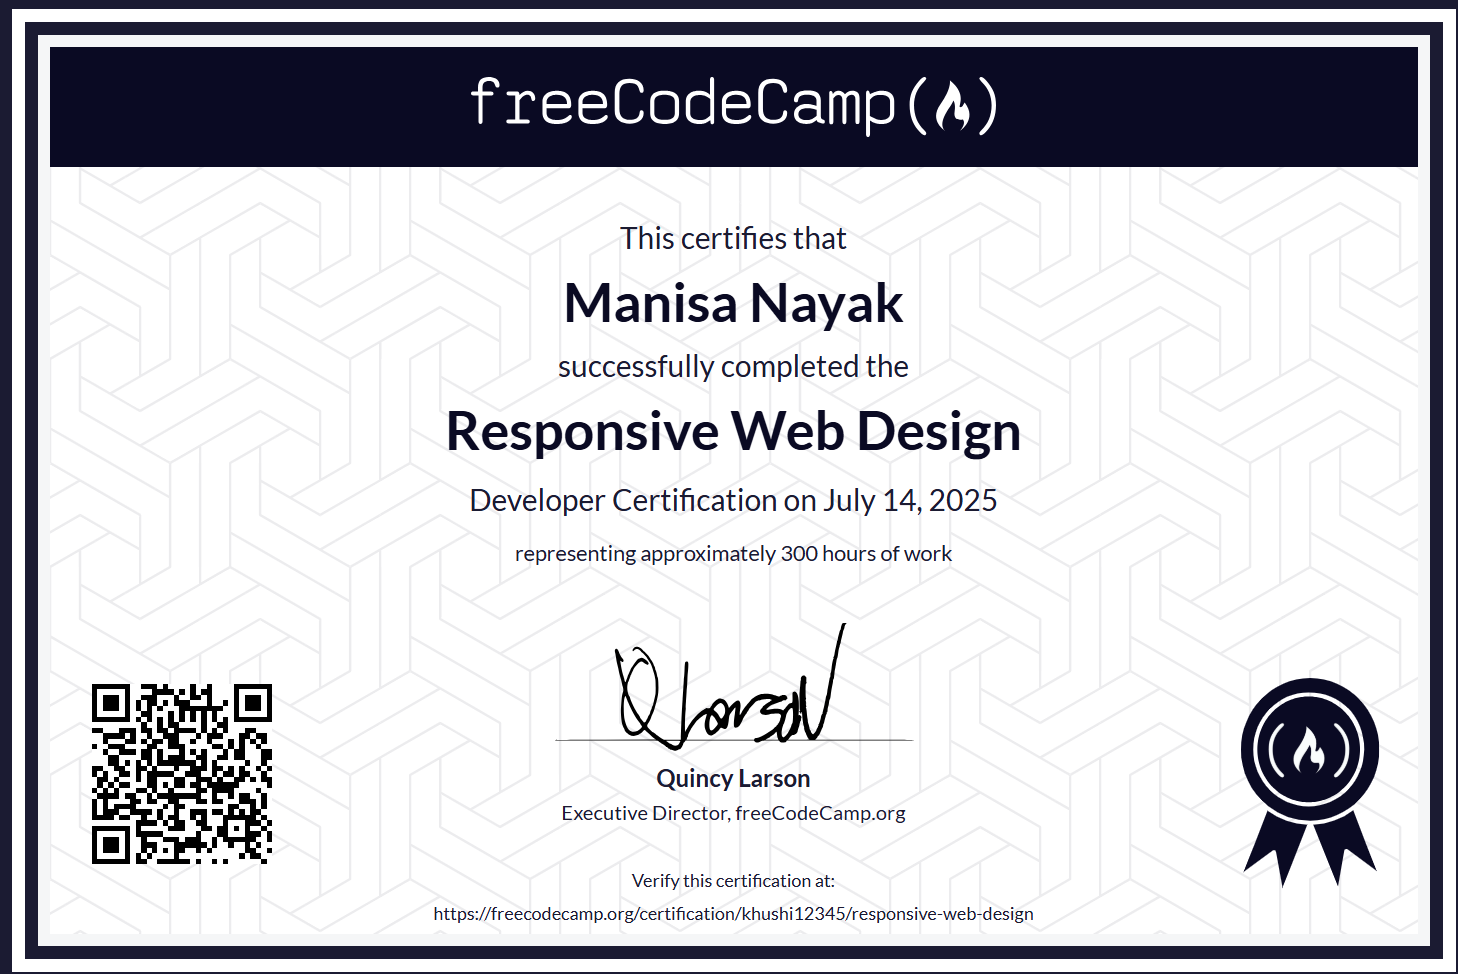 freeCodeCamp
This certifies that
Manisa Nayak
successfully completed the
Responsive Web Design
Developer Certification on July 14, 2025
representing approximately 300 hours of work
Q Larson
Quincy Larson
Executive Director, freeCodeCamp.org
Verify this certification at:
https://freecodecamp.org/certification/khushi12345/responsive-web-design